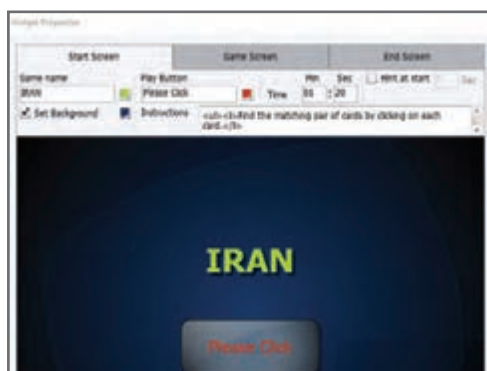 Widget Properties
Start Screen Game Screen End Screen
Game name Play Button Min Sec Hint at start Sec
IRAN Please Click Time : 20
Set Background Instructions <u1><b>Find the matching pair of cards by clicking on each
card.</b>
IRAN
Please Click